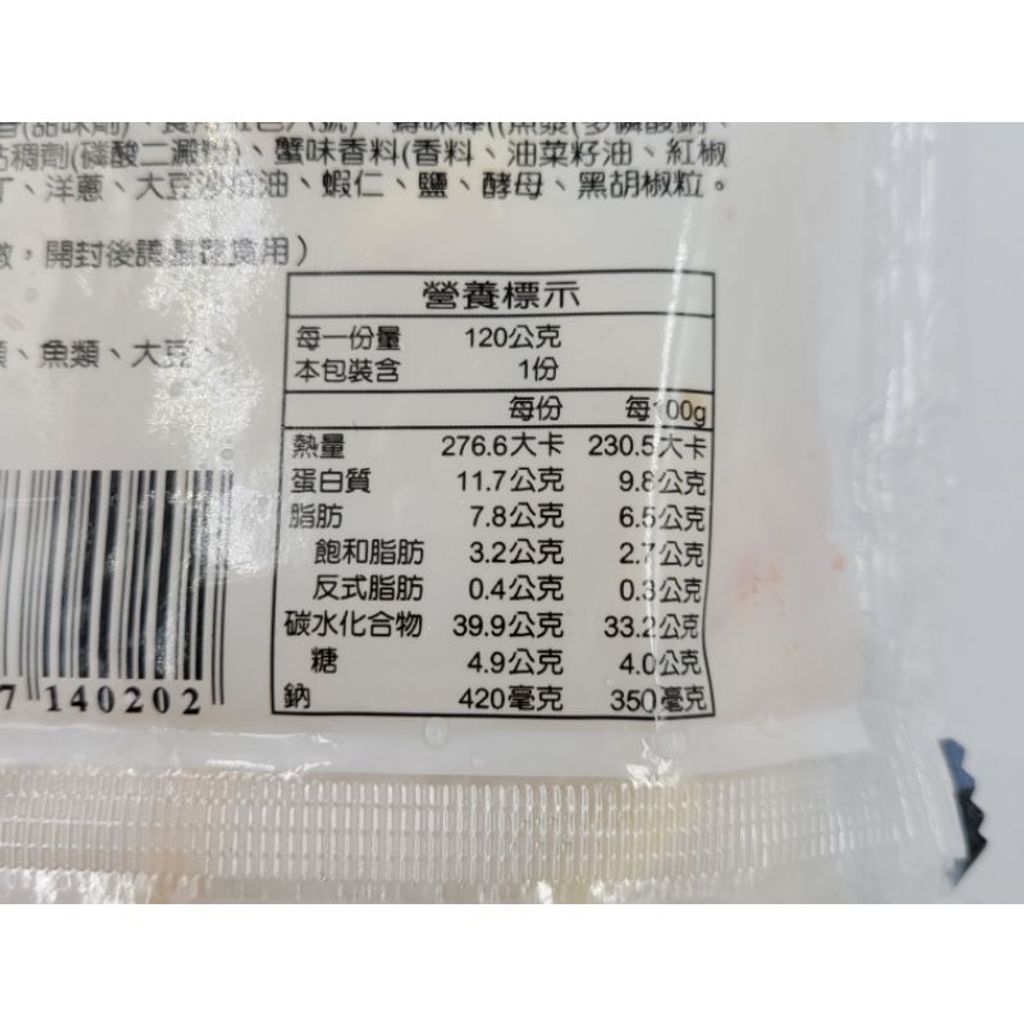 粘稠劑(磷酸二澱粉)、蟹味香料(香料、油菜籽油、紅椒
丁、洋蔥、大豆沙拉油、蝦仁、鹽、酵母、黑胡椒粒。
，開封後請儘速食用)
、魚類、大豆
營養標示
每一份量 120公克
本包裝含 1份
每份 每100g
熱量 276.6大卡 230.5大卡
蛋白質 11.7公克 9.8公克
脂肪 7.8公克 6.5公克
飽和脂肪 3.2公克 2.7公克
反式脂肪 0.4公克 0.3公克
碳水化合物 39.9公克 33.2公克
糖 4.9公克 4.0公克
鈉 420毫克 350毫克
7 140202